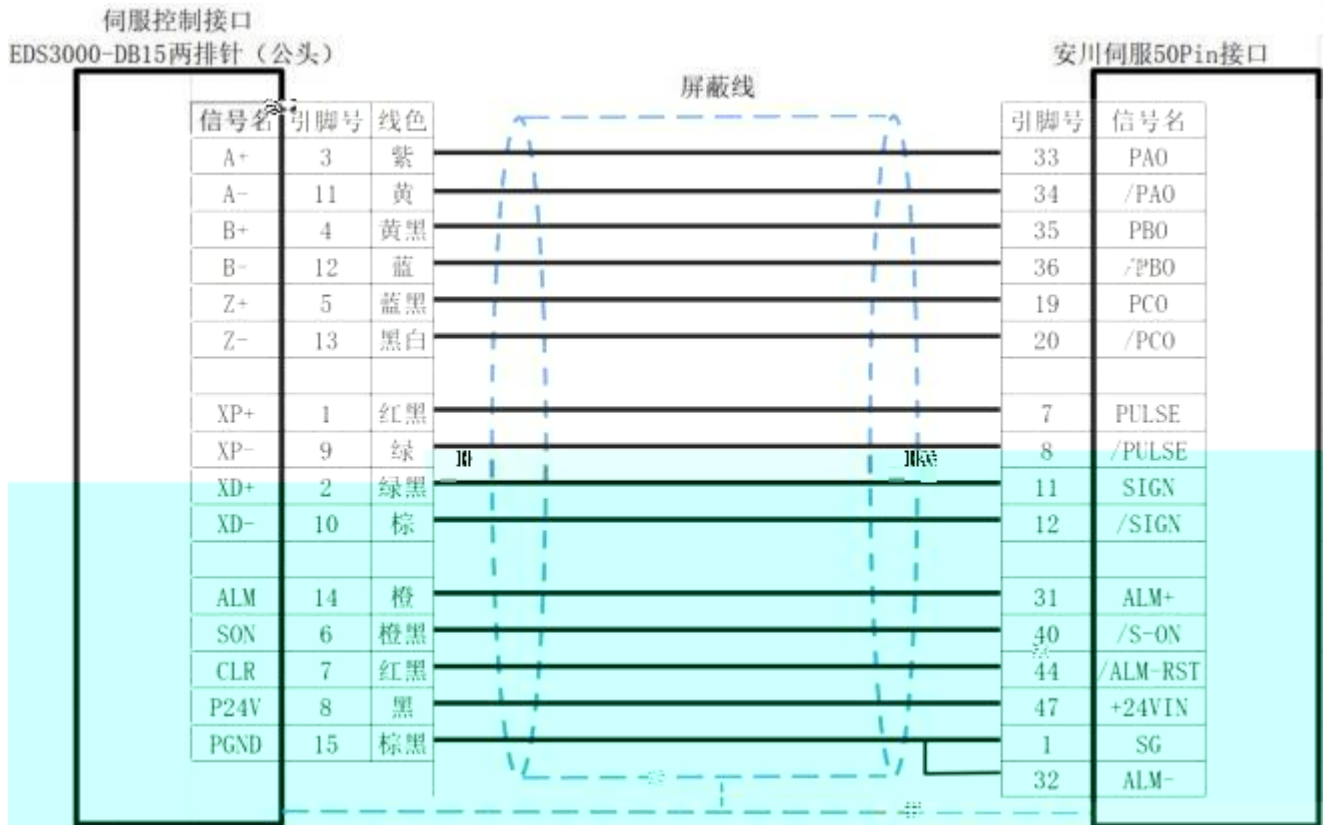 伺服控制接口
EDS3000-DB15两排针（公头）
安川伺服50Pin接口
屏蔽线
信号名 引脚号 线色 引脚号 信号名
A+ 3 紫 33 PAO
A- 11 黄 34 /PAO
B+ 4 黄黑 35 PBO
B- 12 蓝 36 /PBO
Z+ 5 蓝黑 19 PCO
Z- 13 黑白 20 /PCO
XP+ 1 红黑 7 PULSE
XP- 9 绿 8 /PULSE
XD+ 2 绿黑 11 SIGN
XD- 10 棕 12 /SIGN
ALM 14 橙 31 ALM+
SON 6 橙黑 40 /S-ON
CLR 7 红黑 44 /ALM-RST
P24V 8 黑 47 +24VIN
PGND 15 棕黑 1 SG
32 ALM-